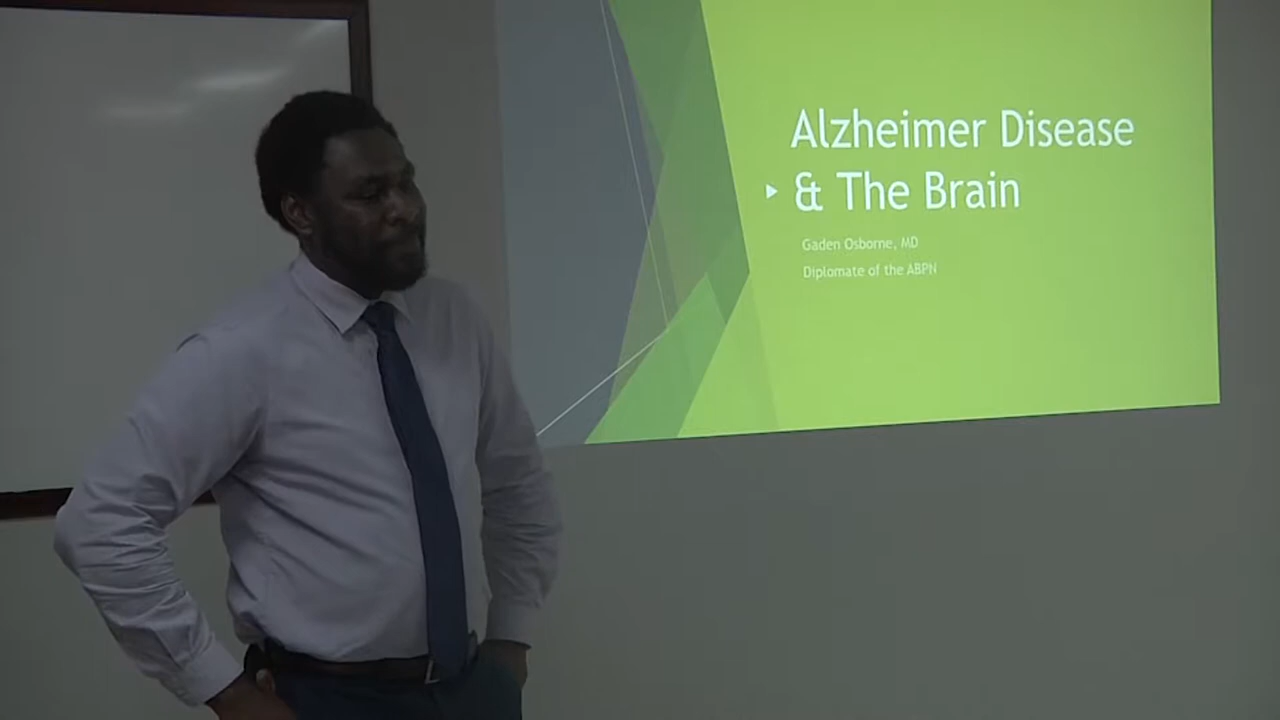 Alzheimer Disease
& The Brain
Gaden Osborne, MD
Diplomate of the ABPN